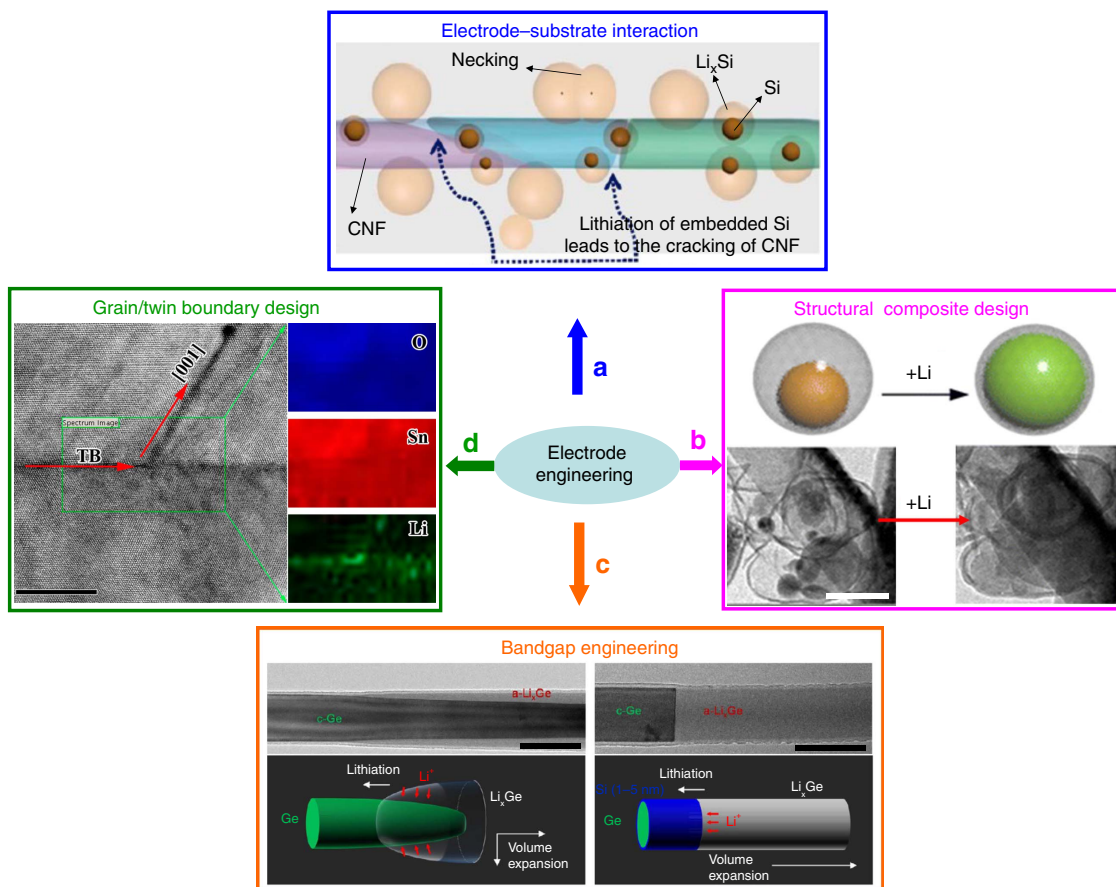 Electrode–substrate interaction
Necking
LiₓSi
Si
CNF
Lithiation of embedded Si
leads to the cracking of CNF
Grain/twin boundary design
[001]
Spectrum Image
TB
O
Sn
Li
a
b
c
d
Electrode
engineering
Structural composite design
+Li
+Li
Bandgap engineering
a-LiₓGe
c-Ge
c-Ge
a-LiₓGe
Lithiation
Li⁺
LiₓGe
Ge
Volume
expansion
Lithiation
LiₓGe
Ge
Li⁺
Volume
expansion